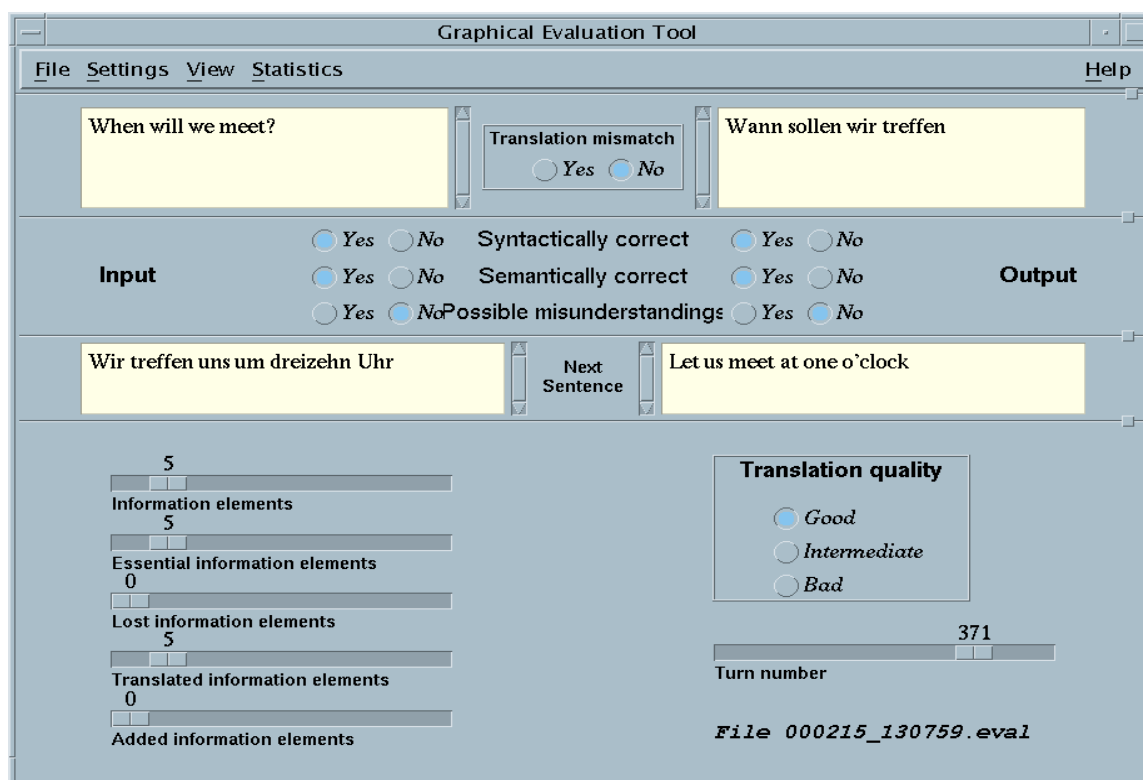 Graphical Evaluation Tool
File Settings View Statistics Help
When will we meet?
Translation mismatch
Yes No
Wann sollen wir treffen
Yes No Syntactically correct Yes No
Input Yes No Semantically correct Yes No Output
Yes No Possible misunderstandings Yes No
Wir treffen uns um dreizehn Uhr
Next
Sentence
Let us meet at one o'clock
5
Information elements
5
Essential information elements
0
Lost information elements
5
Translated information elements
0
Added information elements
Translation quality
Good
Intermediate
Bad
371
Turn number
File 000215_130759.eval